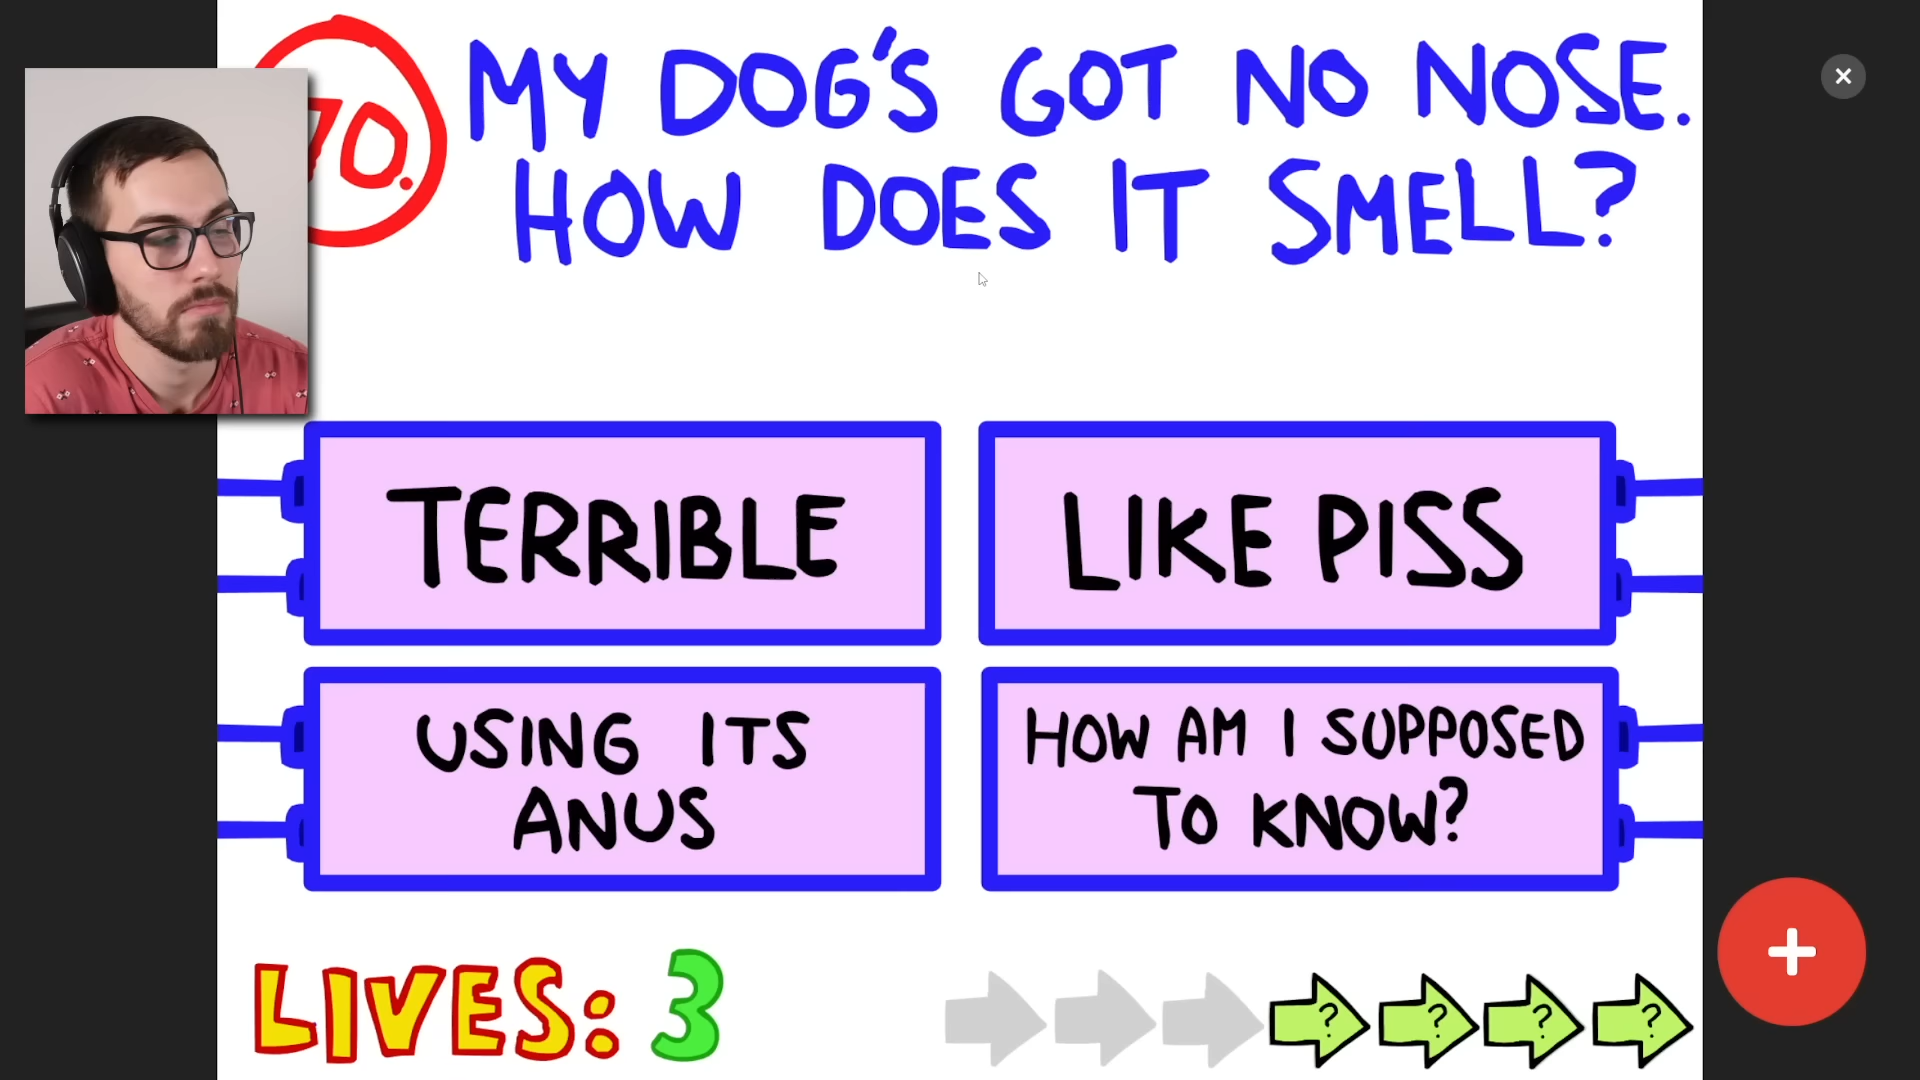 70.
MY DOG'S GOT NO NOSE.
HOW DOES IT SMELL?
TERRIBLE
LIKE PISS
USING ITS
ANUS
HOW AM I SUPPOSED
TO KNOW?
LIVES: 3
? ? ? ?